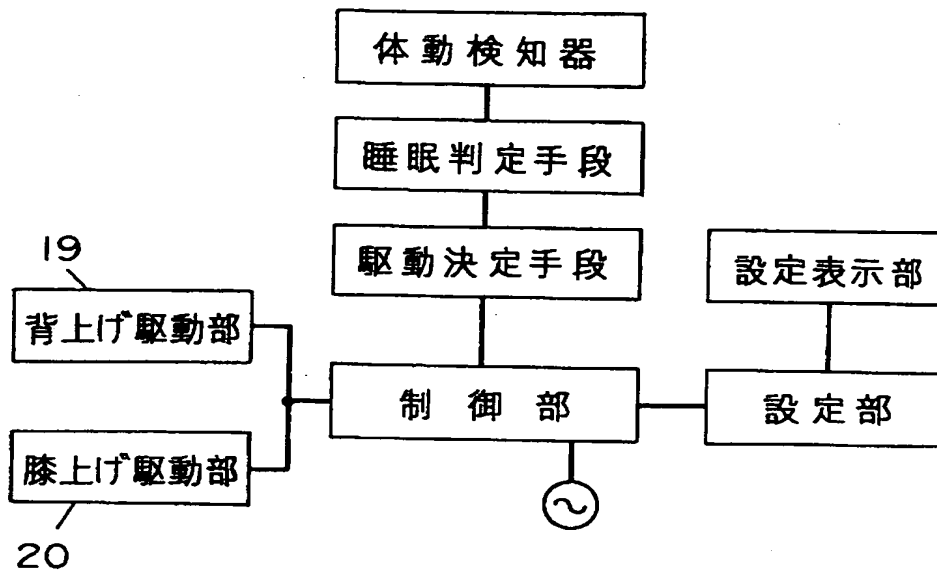 体動検知器
睡眠判定手段
駆動決定手段
設定表示部
19
背上げ駆動部
制御部
設定部
膝上げ駆動部
20